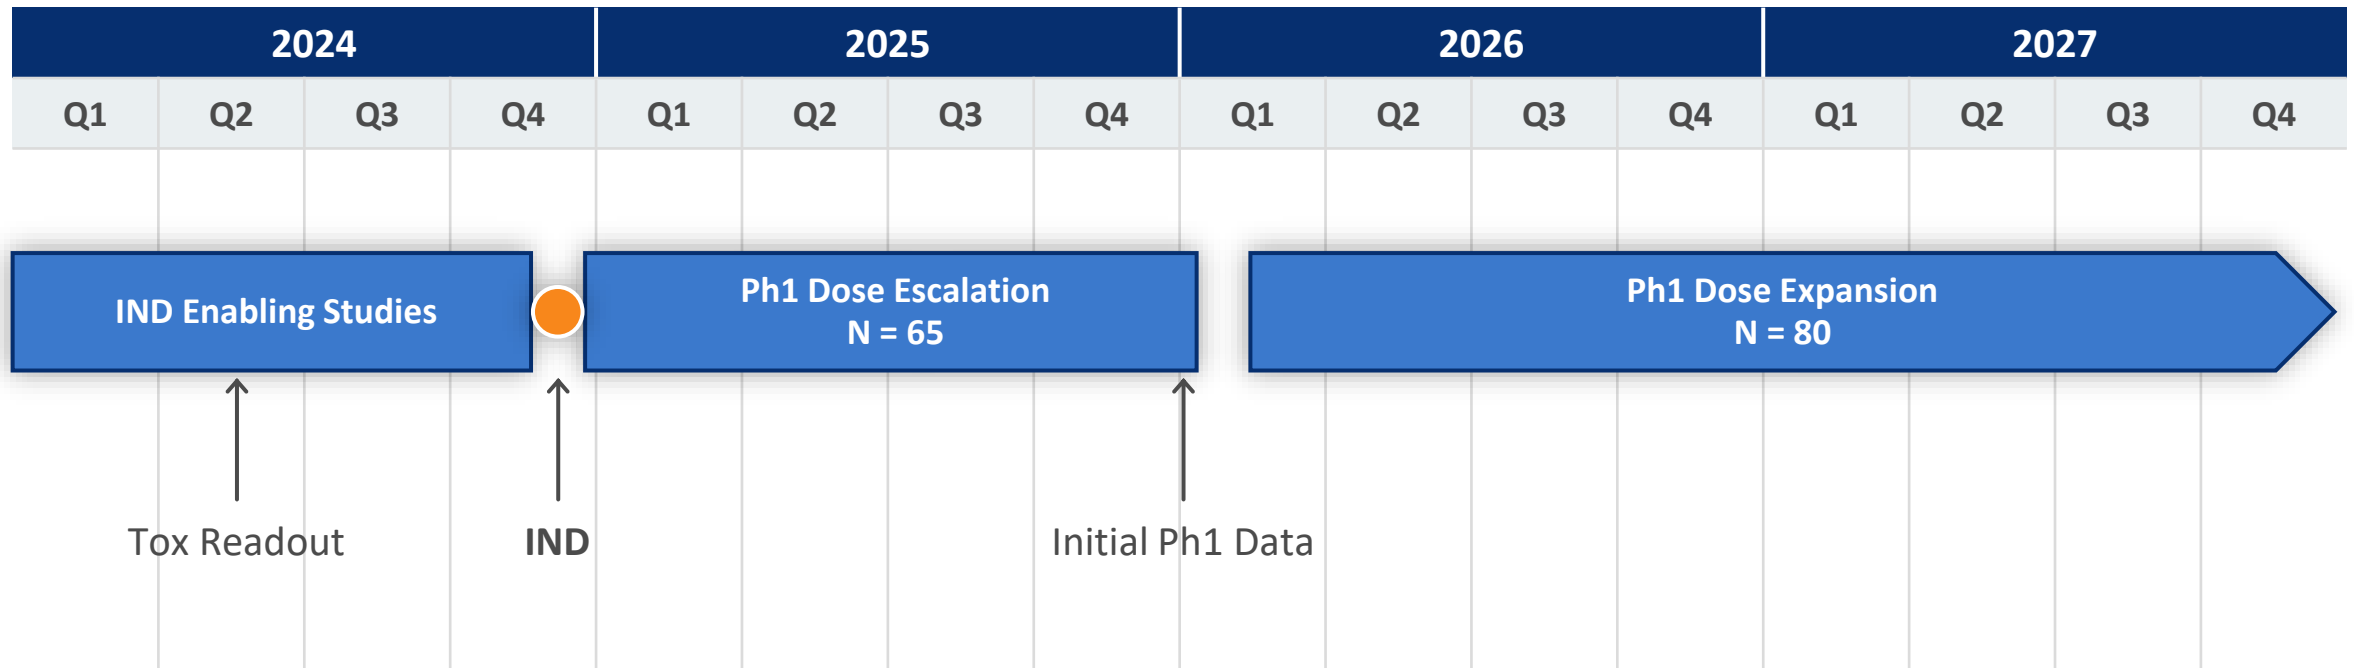 2024 2025 2026 2027
Q1 Q2 Q3 Q4 Q1 Q2 Q3 Q4 Q1 Q2 Q3 Q4 Q1 Q2 Q3 Q4
IND Enabling Studies
Ph1 Dose Escalation
N = 65
Ph1 Dose Expansion
N = 80
Tox Readout
IND
Initial Ph1 Data